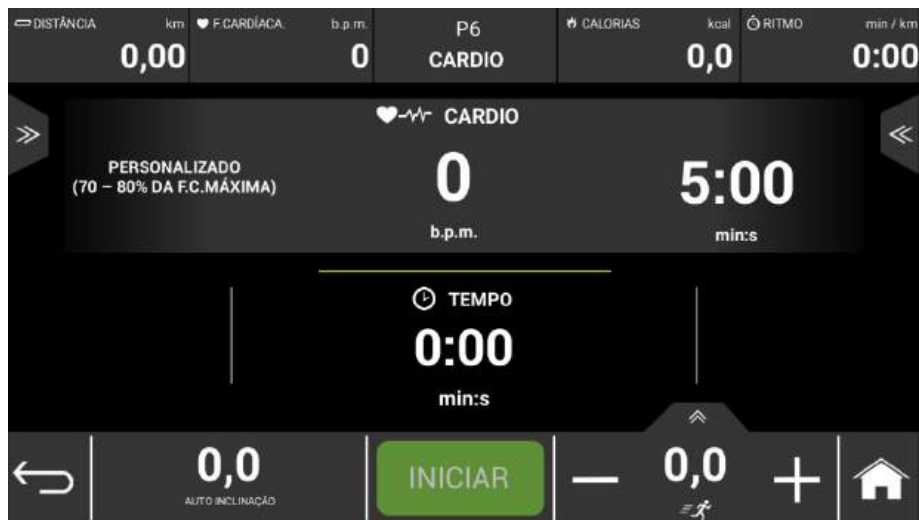 DISTÂNCIA km
0,00
F.CARDÍACA. b.p.m.
0
P6
CARDIO
CALORIAS kcal
0,0
RITMO min / km
0:00
CARDIO
PERSONALIZADO
(70 – 80% DA F.C.MÁXIMA)
0
b.p.m.
5:00
min:s
TEMPO
0:00
min:s
0,0
AUTO INCLINAÇÃO
INICIAR
0,0